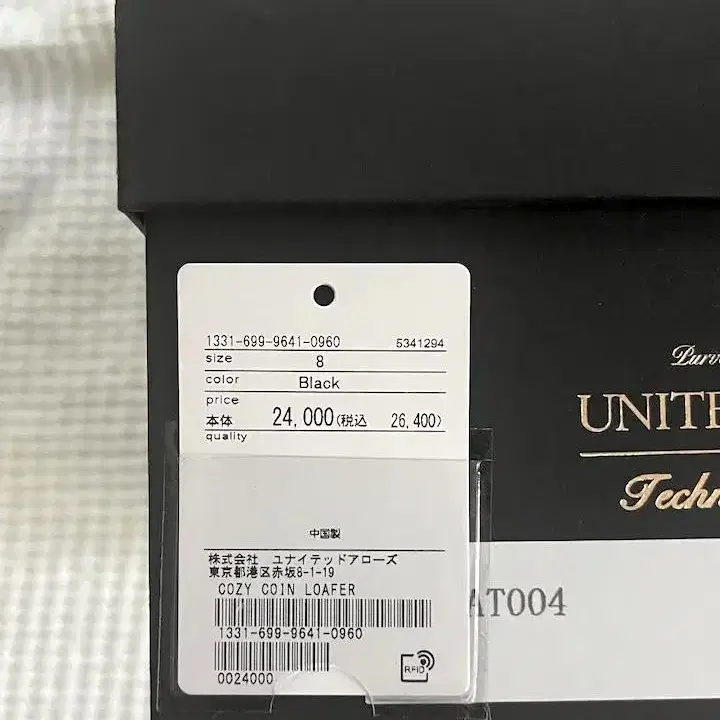 1331-699-9641-0960 5341294
size 8
color Black
price
本体 24,000(税込 26,400)
quality
中国製
株式会社 ユナイテッドアローズ
東京都港区赤坂8-1-19
COZY COIN LOAFER
1331-699-9641-0960
0024000
RFID
AT004